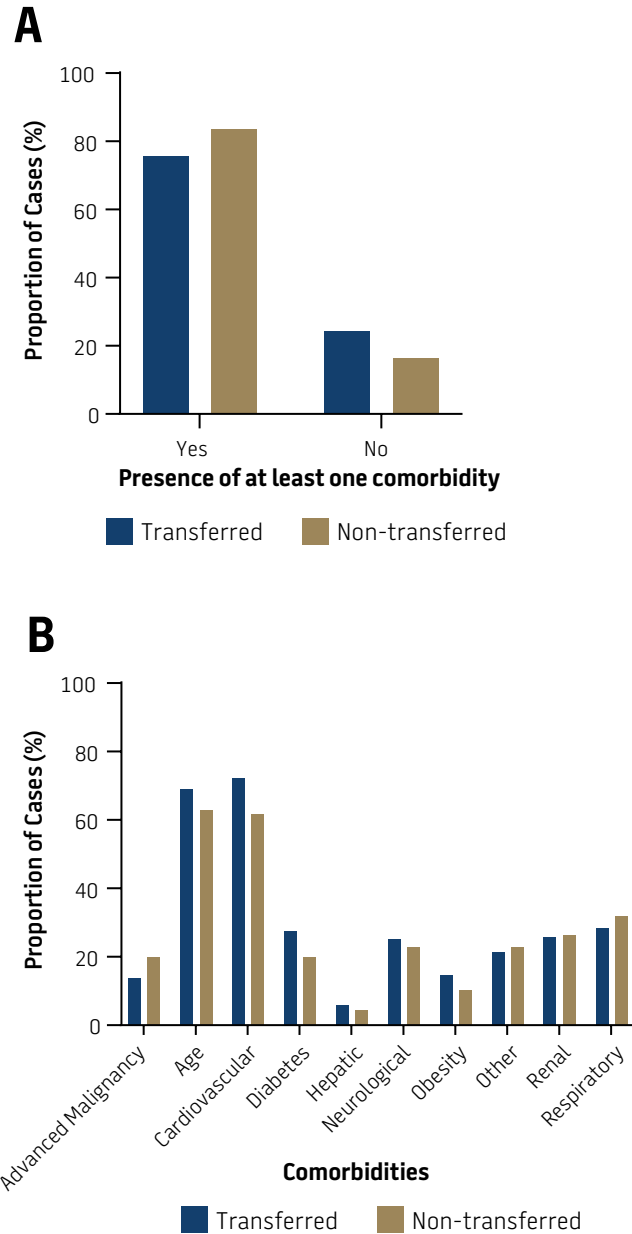 A
Proportion of Cases (%)
100
80
60
40
20
0
Yes No
Presence of at least one comorbidity
Transferred Non-transferred
B
Proportion of Cases (%)
100
80
60
40
20
0
Advanced Malignancy
Age
Cardiovascular
Diabetes
Hepatic
Neurological
Obesity
Other
Renal
Respiratory
Comorbidities
Transferred Non-transferred